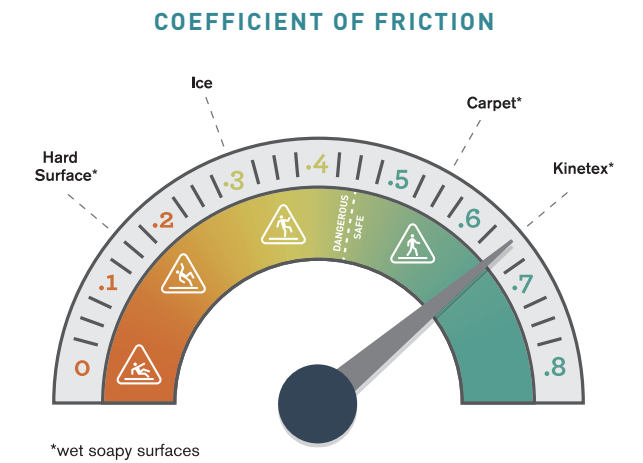 COEFFICIENT OF FRICTION
Ice
Carpet*
Hard
Surface*
Kinetex*
0
.1
.2
.3
.4
.5
.6
.7
.8
DANGEROUS
SAFE
*wet soapy surfaces